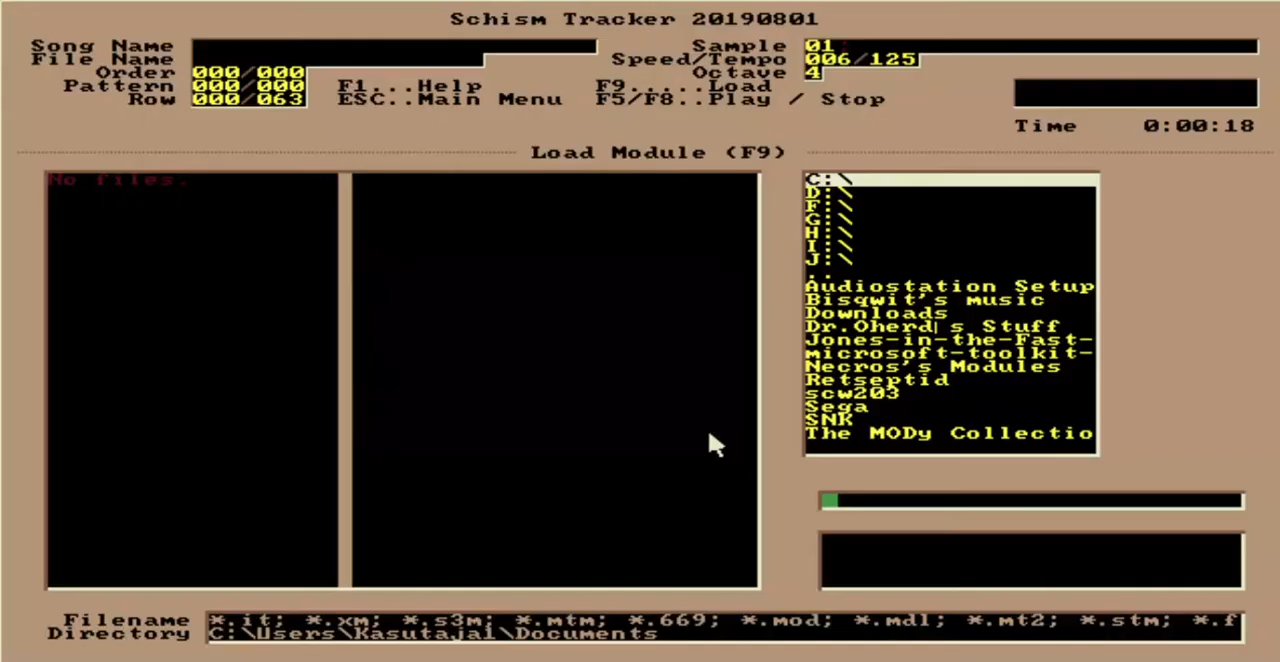 Schism Tracker 20190801
Song Name
Sample 01
File Name
Speed/Tempo 006/125
Order 000/000
Octave 4
Pattern 000/000 F1...Help F9.....Load
Row 000/063 ESC..Main Menu F5/F8..Play / Stop
Time 0:00:18
Load Module (F9)
No files.
C:\
D:\
F:\
G:\
H:\
I:\
J:\
..
Audiostation Setup
Bisqwit's music
Downloads
Dr.Oherd| s Stuff
Jones-in-the-Fast-
microsoft-toolkit-
Necros's Modules
Retseptid
scw203
Sega
SNK
The MODy Collectio
Filename *.it; *.xm; *.s3m; *.mtm; *.669; *.mod; *.mdl; *.mt2; *.stm; *.f
Directory C:\Users\Kasutaja1\Documents